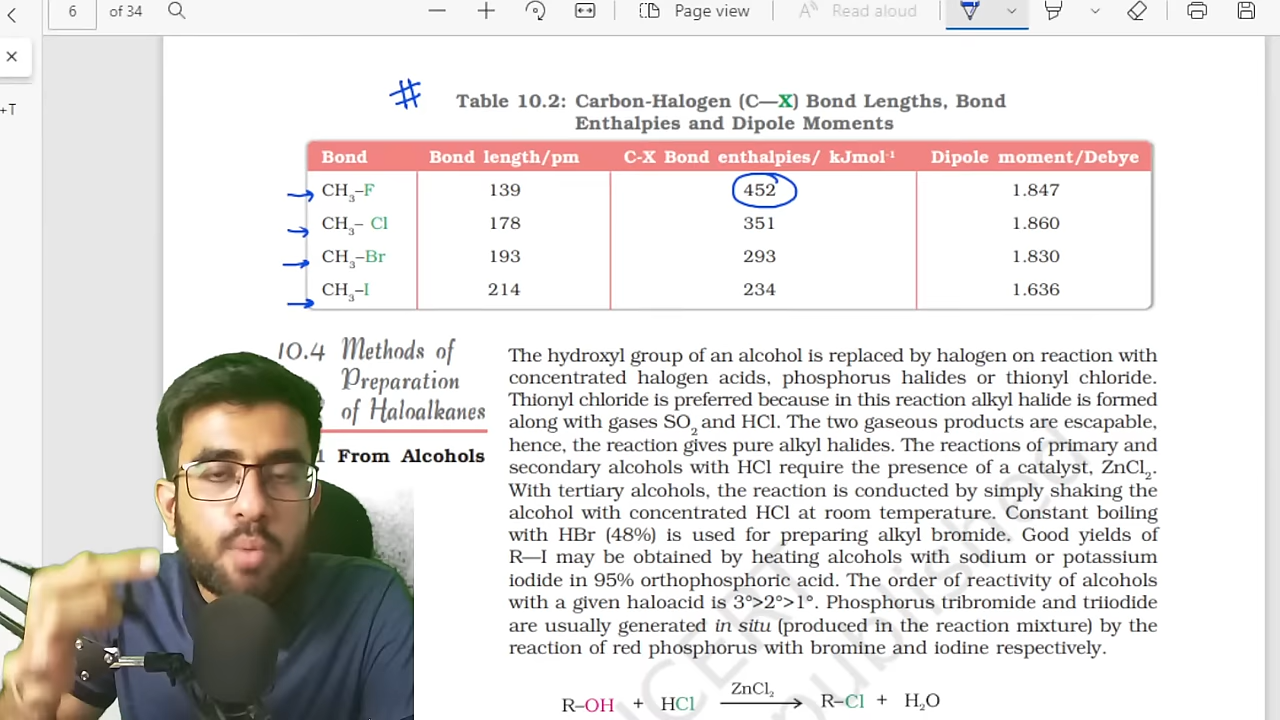 6 of 34 Page view Read aloud
+T
#
Table 10.2: Carbon-Halogen (C—X) Bond Lengths, Bond
Enthalpies and Dipole Moments
Bond Bond length/pm C-X Bond enthalpies/ kJmol⁻¹ Dipole moment/Debye
CH₃–F 139 452 1.847
CH₃– Cl 178 351 1.860
CH₃–Br 193 293 1.830
CH₃–I 214 234 1.636
10.4 Methods of
Preparation
of Haloalkanes
1 From Alcohols
The hydroxyl group of an alcohol is replaced by halogen on reaction with
concentrated halogen acids, phosphorus halides or thionyl chloride.
Thionyl chloride is preferred because in this reaction alkyl halide is formed
along with gases SO₂ and HCl. The two gaseous products are escapable,
hence, the reaction gives pure alkyl halides. The reactions of primary and
secondary alcohols with HCl require the presence of a catalyst, ZnCl₂.
With tertiary alcohols, the reaction is conducted by simply shaking the
alcohol with concentrated HCl at room temperature. Constant boiling
with HBr (48%) is used for preparing alkyl bromide. Good yields of
R—I may be obtained by heating alcohols with sodium or potassium
iodide in 95% orthophosphoric acid. The order of reactivity of alcohols
with a given haloacid is 3°>2°>1°. Phosphorus tribromide and triiodide
are usually generated in situ (produced in the reaction mixture) by the
reaction of red phosphorus with bromine and iodine respectively.
R–OH + HCl ZnCl₂ → R–Cl + H₂O